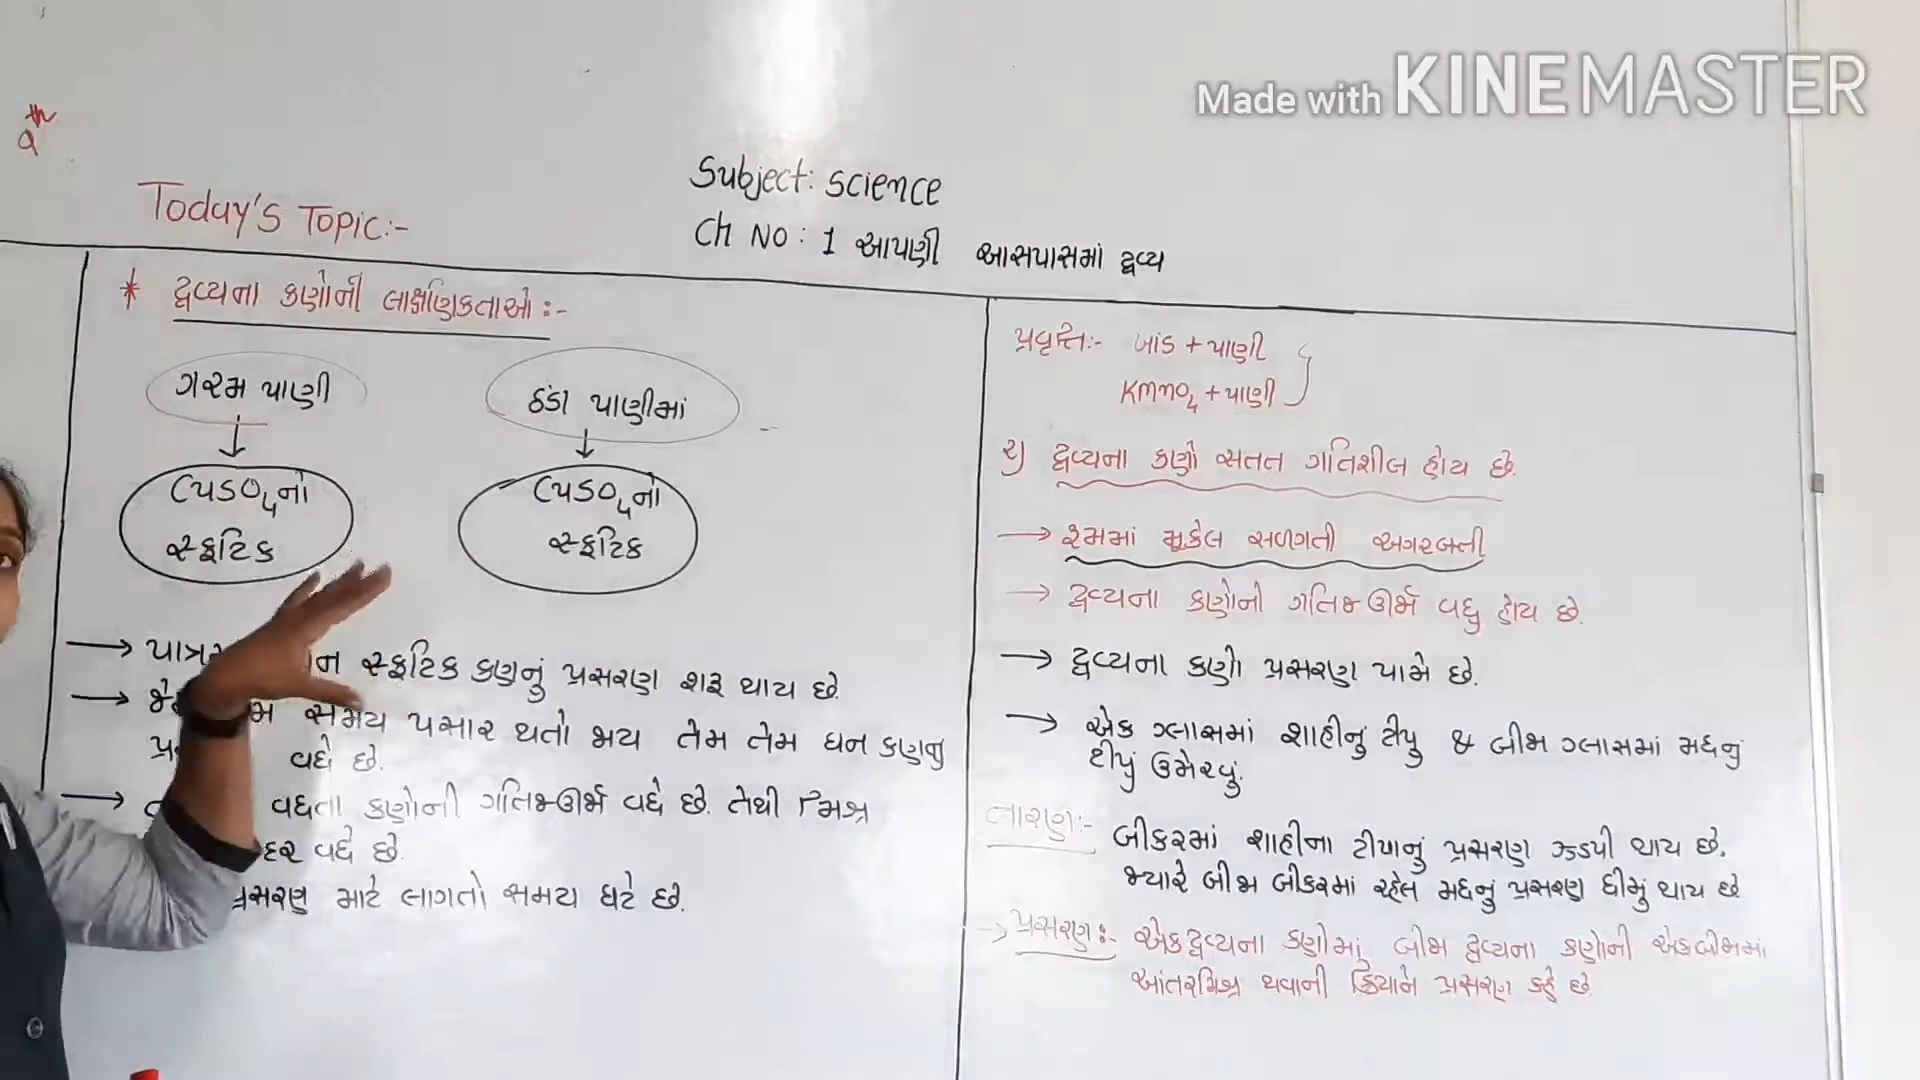 Made with KINEMASTER
9th
Subject: Science
Today's Topic:-
Ch No: 1 આપણી આસપાસમાં દ્રવ્ય
* દ્રવ્યના કણોની લાક્ષણિકતાઓ :-
ગરમ પાણી
ઠંડા પાણીમાં
CuSO4નો
સ્ફટિક
CuSO4નો
સ્ફટિક
→ સ્ફટિક કણનું પ્રસરણ શરૂ થાય છે.
→ સમય પસાર થતો જાય તેમ તેમ ઘન કણનુ
વધે છે.
→ વધતા કણોની ગતિજ ઊર્જા વધે છે. તેથી મિશ્ર
દર વધે છે.
પ્રસરણ માટે લાગતો સમય ઘટે છે.
પ્રવૃત્તિ:- ખાંડ + પાણી
KMnO4 + પાણી
૨) દ્રવ્યના કણો સતત ગતિશીલ હોય છે.
→ રૂમમાં મૂકેલ સળગતી અગરબત્તી
→ દ્રવ્યના કણોનો ગતિજ ઊર્જા વધુ હોય છે.
→ દ્રવ્યના કણો પ્રસરણ પામે છે.
→ એક ગ્લાસમાં શાહીનું ટીપુ & બીજા ગ્લાસમાં મધનું
ટીપું ઉમેરવું.
તારણ:- બીકરમાં શાહીના ટીપાનું પ્રસરણ ઝડપી થાય છે.
જ્યારે બીજા બીકરમાં રહેલ મધનું પ્રસરણ ધીમું થાય છે
→ પ્રસરણ :- એક દ્રવ્યના કણોમાં બીજા દ્રવ્યના કણોની એકબીજામાં
આંતરમિશ્ર થવાની ક્રિયાને પ્રસરણ કહે છે.